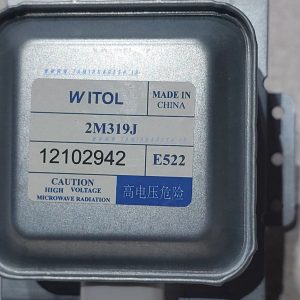 WITOL
MADE IN
CHINA
2M319J
12102942
E522
CAUTION
HIGH VOLTAGE
MICROWAVE RADIATION
高电压危险